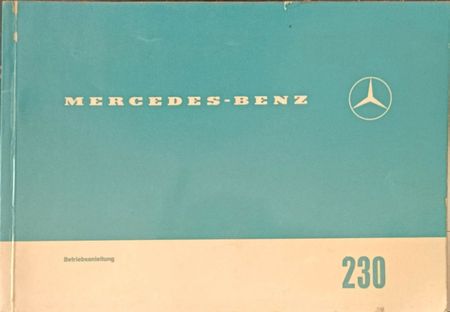 MERCEDES-BENZ
Betriebsanleitung
230